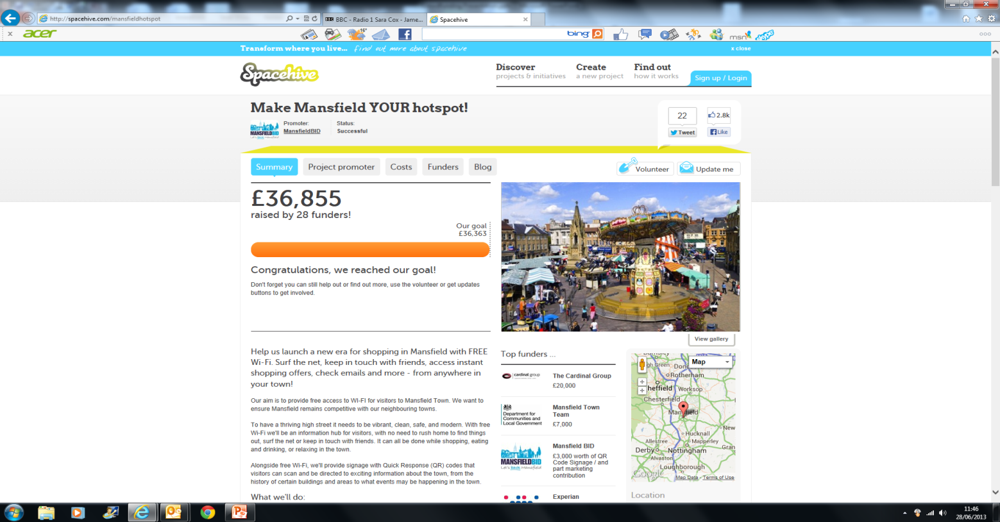 http://spacehive.com/mansfieldhotspot
BBC - Radio 1 Sara Cox - Jame...
Spacehive
x
acer
16°
bing
msn
skype
Transform where you live... find out more about spacehive
x close
Spacehive
Discover
projects & initiatives
Create
a new project
Find out
how it works
Sign up / Login
Make Mansfield YOUR hotspot!
MANSFIELDBID
Promoter:
MansfieldBID
Status:
Successful
22
Tweet
2.8k
Like
Summary
Project promoter
Costs
Funders
Blog
Volunteer
Update me
£36,855
raised by 28 funders!
Our goal
£36,363
Congratulations, we reached our goal!
Don't forget you can still help out or find out more, use the volunteer or get updates
buttons to get involved.
View gallery
Help us launch a new era for shopping in Mansfield with FREE
Wi-Fi. Surf the net, keep in touch with friends, access instant
shopping offers, check emails and more - from anywhere in
your town!
Our aim is to provide free access to WI-FI for visitors to Mansfield Town. We want to
ensure Mansfield remains competitive with our neighbouring towns.
To have a thriving high street it needs to be vibrant, clean, safe, and modern. With free
Wi-Fi we'll be an information hub for visitors, with no need to rush home to find things
out, surf the net or keep in touch with friends. It can all be done while shopping, eating
and drinking, or relaxing in the town.
Alongside free Wi-Fi, we'll provide signage with Quick Response (QR) codes that
visitors can scan and be directed to exciting information about the town, from the
history of certain buildings and areas to what events may be happening in the town.
What we'll do:
Top funders ...
cardinal group
The Cardinal Group
£20,000
Department for
Communities and
Local Government
Mansfield Town
Team
£7,000
MANSFIELDBID
Let's Back Mansfield
Mansfield BID
£3,000 worth of QR
Code Signage / and
part marketing
contribution
Experian
Map
gh Green
Donc
Rotherham
heffield
Worksop
Chesterfield
Mansfield
New
Hucknall
Allestree
Mapperley
Gran
Derby
Nottingham
Alvaston
Loughborough
Google
Map Data - Terms of Use
Location
11:46
28/06/2013